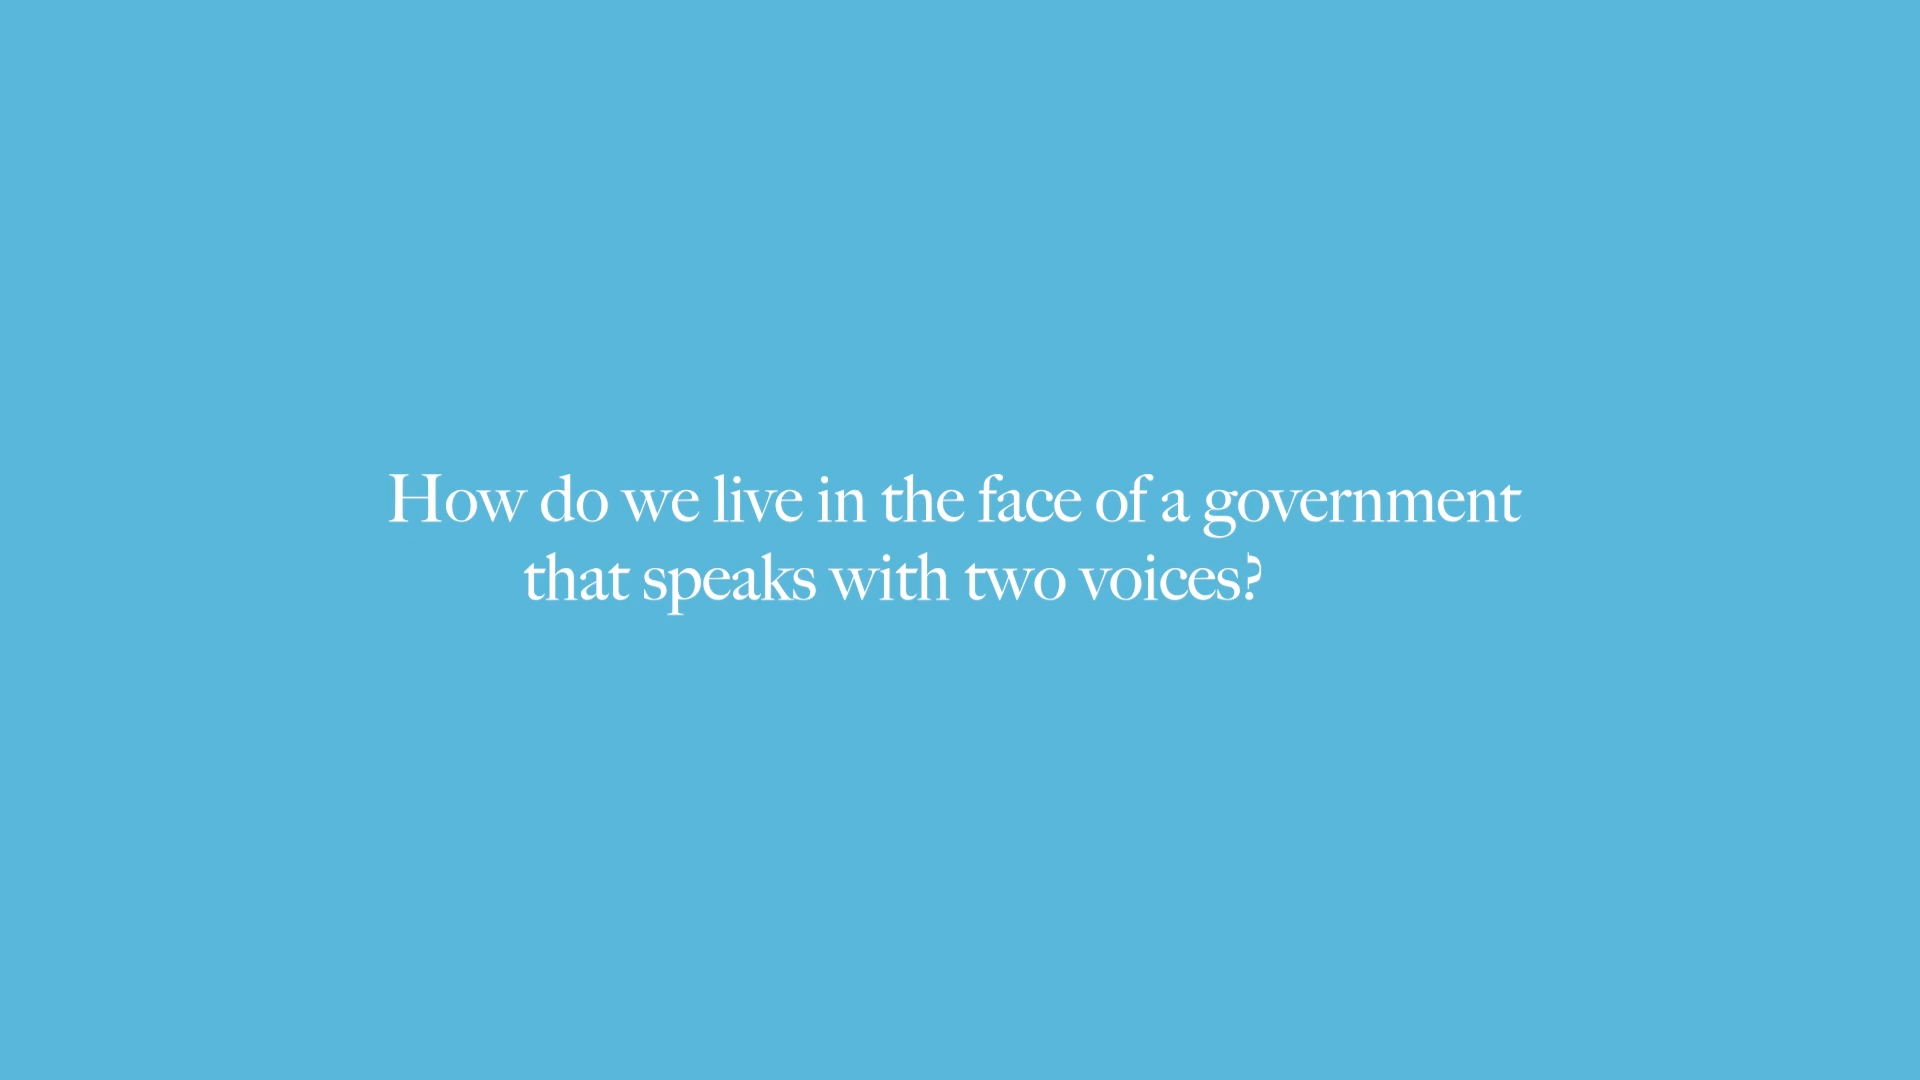 How do we live in the face of a government
that speaks with two voices?